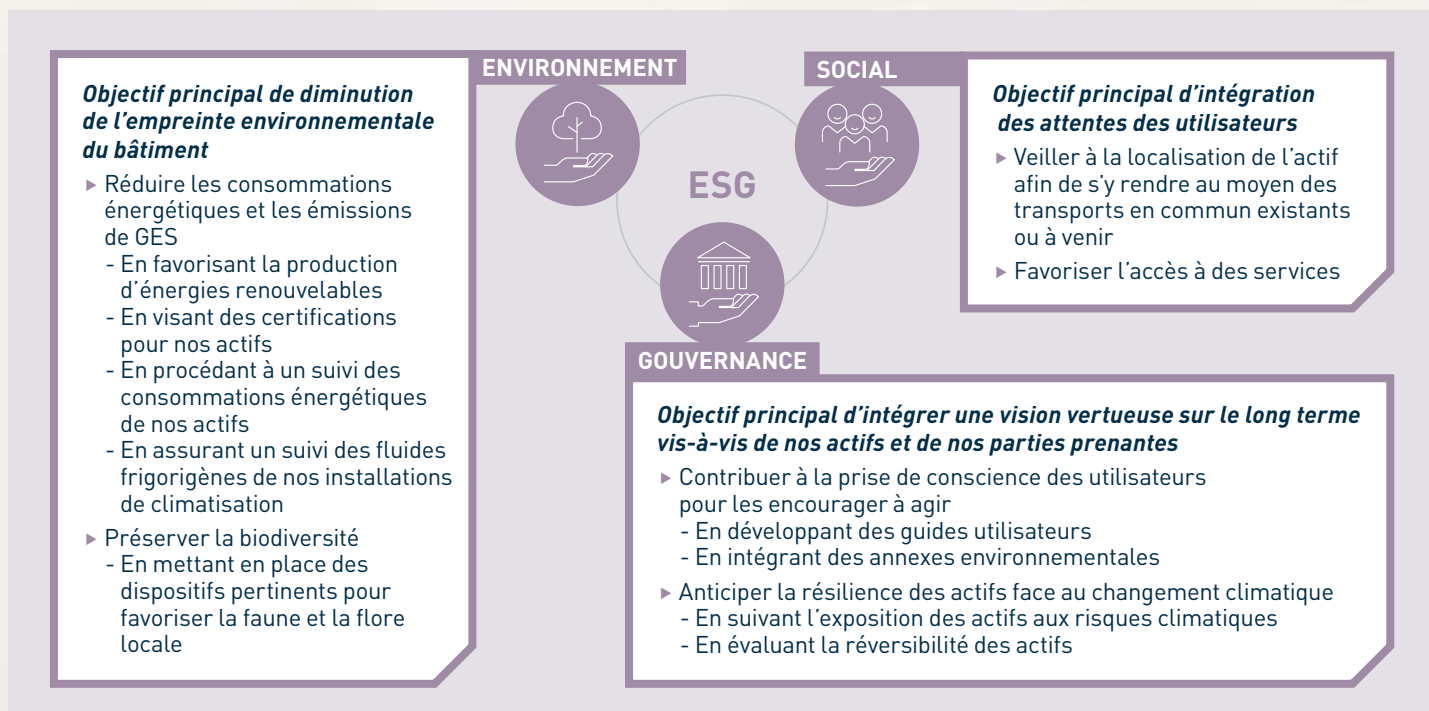 ENVIRONNEMENT
Objectif principal de diminution
de l'empreinte environnementale
du bâtiment
▸ Réduire les consommations
énergétiques et les émissions
de GES
- En favorisant la production
d'énergies renouvelables
- En visant des certifications
pour nos actifs
- En procédant à un suivi des
consommations énergétiques
de nos actifs
- En assurant un suivi des fluides
frigorigènes de nos installations
de climatisation
▸ Préserver la biodiversité
- En mettant en place des
dispositifs pertinents pour
favoriser la faune et la flore
locale
ESG
SOCIAL
Objectif principal d'intégration
des attentes des utilisateurs
▸ Veiller à la localisation de l'actif
afin de s'y rendre au moyen des
transports en commun existants
ou à venir
▸ Favoriser l'accès à des services
GOUVERNANCE
Objectif principal d'intégrer une vision vertueuse sur le long terme
vis-à-vis de nos actifs et de nos parties prenantes
▸ Contribuer à la prise de conscience des utilisateurs
pour les encourager à agir
- En développant des guides utilisateurs
- En intégrant des annexes environnementales
▸ Anticiper la résilience des actifs face au changement climatique
- En suivant l'exposition des actifs aux risques climatiques
- En évaluant la réversibilité des actifs